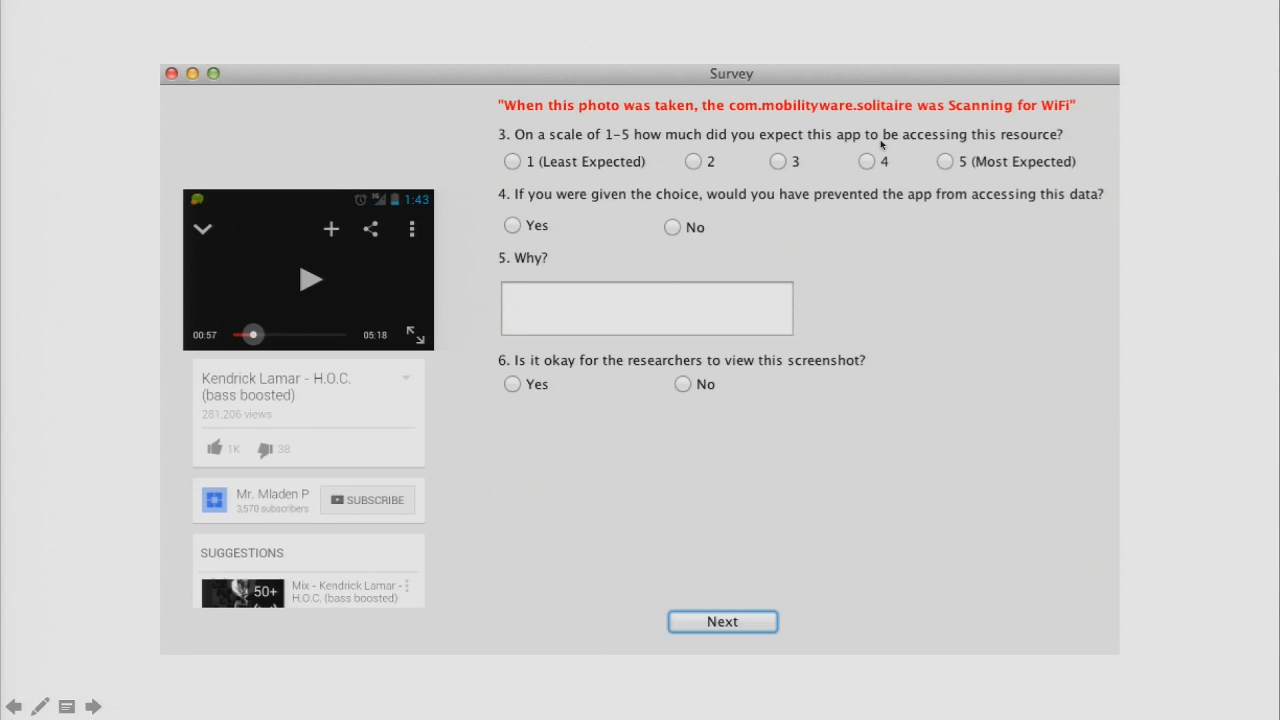 Survey
"When this photo was taken, the com.mobilityware.solitaire was Scanning for WiFi"
3. On a scale of 1-5 how much did you expect this app to be accessing this resource?
1 (Least Expected) 2 3 4 5 (Most Expected)
4. If you were given the choice, would you have prevented the app from accessing this data?
Yes No
5. Why?
6. Is it okay for the researchers to view this screenshot?
Yes No
Next
1:43
00:57 05:18
Kendrick Lamar - H.O.C.
(bass boosted)
281,206 views
1K 38
Mr. Mladen P
3,570 subscribers
SUBSCRIBE
SUGGESTIONS
50+
Mix - Kendrick Lamar -
H.O.C. (bass boosted)